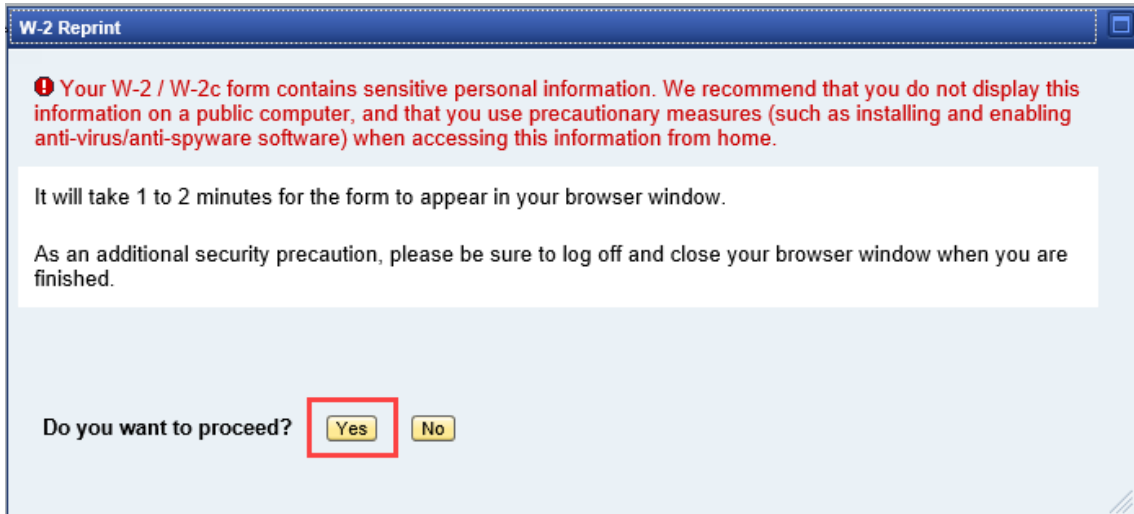 W-2 Reprint
Your W-2 / W-2c form contains sensitive personal information. We recommend that you do not display this
information on a public computer, and that you use precautionary measures (such as installing and enabling
anti-virus/anti-spyware software) when accessing this information from home.
It will take 1 to 2 minutes for the form to appear in your browser window.
As an additional security precaution, please be sure to log off and close your browser window when you are
finished.
Do you want to proceed? Yes No